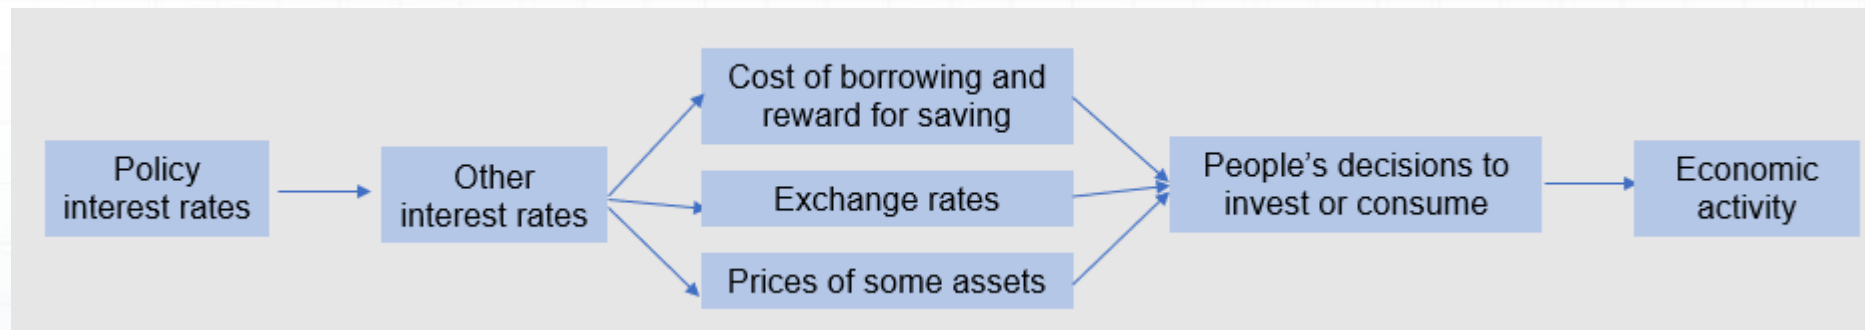 Policy
interest rates
Other
interest rates
Cost of borrowing and
reward for saving
Exchange rates
Prices of some assets
People’s decisions to
invest or consume
Economic
activity